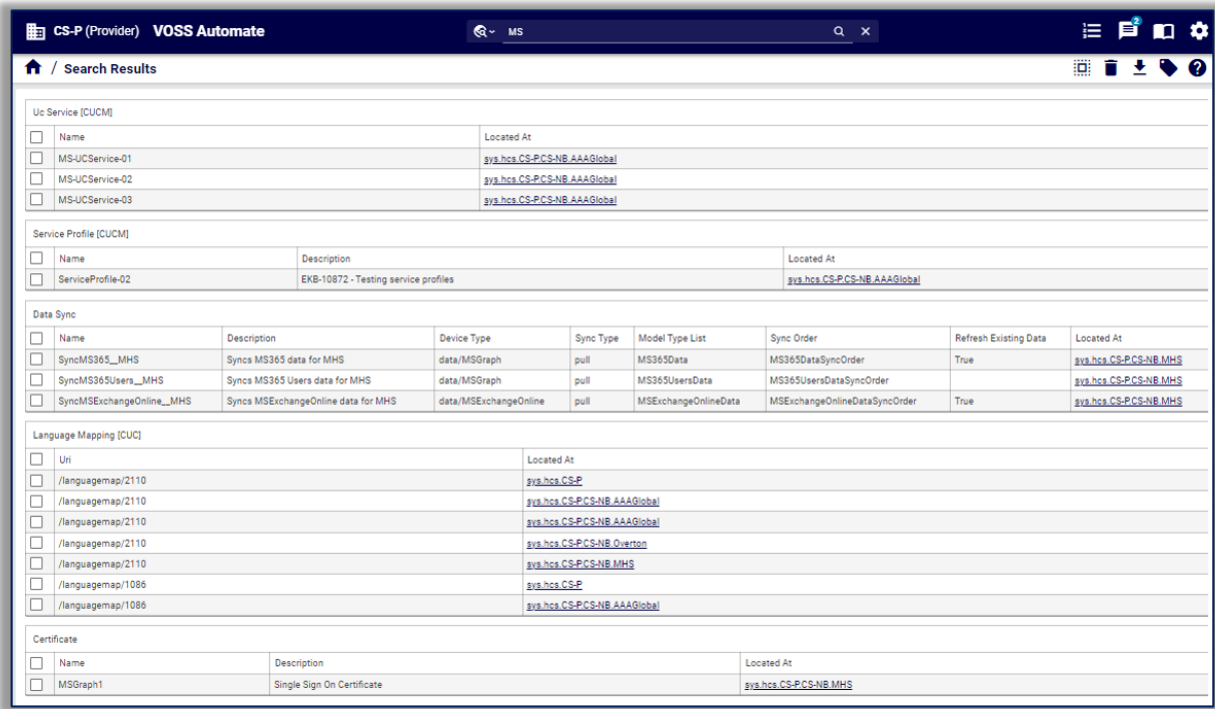 CS-P (Provider) VOSS Automate MS 2
/ Search Results
Uc Service [CUCM]
Name Located At
MS-UCService-01 sys.hcs.CS-P.CS-NB.AAAGlobal
MS-UCService-02 sys.hcs.CS-P.CS-NB.AAAGlobal
MS-UCService-03 sys.hcs.CS-P.CS-NB.AAAGlobal
Service Profile [CUCM]
Name Description Located At
ServiceProfile-02 EKB-10872 - Testing service profiles sys.hcs.CS-P.CS-NB.AAAGlobal
Data Sync
Name Description Device Type Sync Type Model Type List Sync Order Refresh Existing Data Located At
SyncMS365__MHS Syncs MS365 data for MHS data/MSGraph pull MS365Data MS365DataSyncOrder True sys.hcs.CS-P.CS-NB.MHS
SyncMS365Users__MHS Syncs MS365 Users data for MHS data/MSGraph pull MS365UsersData MS365UsersDataSyncOrder sys.hcs.CS-P.CS-NB.MHS
SyncMSExchangeOnline__MHS Syncs MSExchangeOnline data for MHS data/MSExchangeOnline pull MSExchangeOnlineData MSExchangeOnlineDataSyncOrder True sys.hcs.CS-P.CS-NB.MHS
Language Mapping [CUC]
Uri Located At
/languagemap/2110 sys.hcs.CS-P
/languagemap/2110 sys.hcs.CS-P.CS-NB.AAAGlobal
/languagemap/2110 sys.hcs.CS-P.CS-NB.AAAGlobal
/languagemap/2110 sys.hcs.CS-P.CS-NB.Overton
/languagemap/2110 sys.hcs.CS-P.CS-NB.MHS
/languagemap/1086 sys.hcs.CS-P
/languagemap/1086 sys.hcs.CS-P.CS-NB.AAAGlobal
Certificate
Name Description Located At
MSGraph1 Single Sign On Certificate sys.hcs.CS-P.CS-NB.MHS